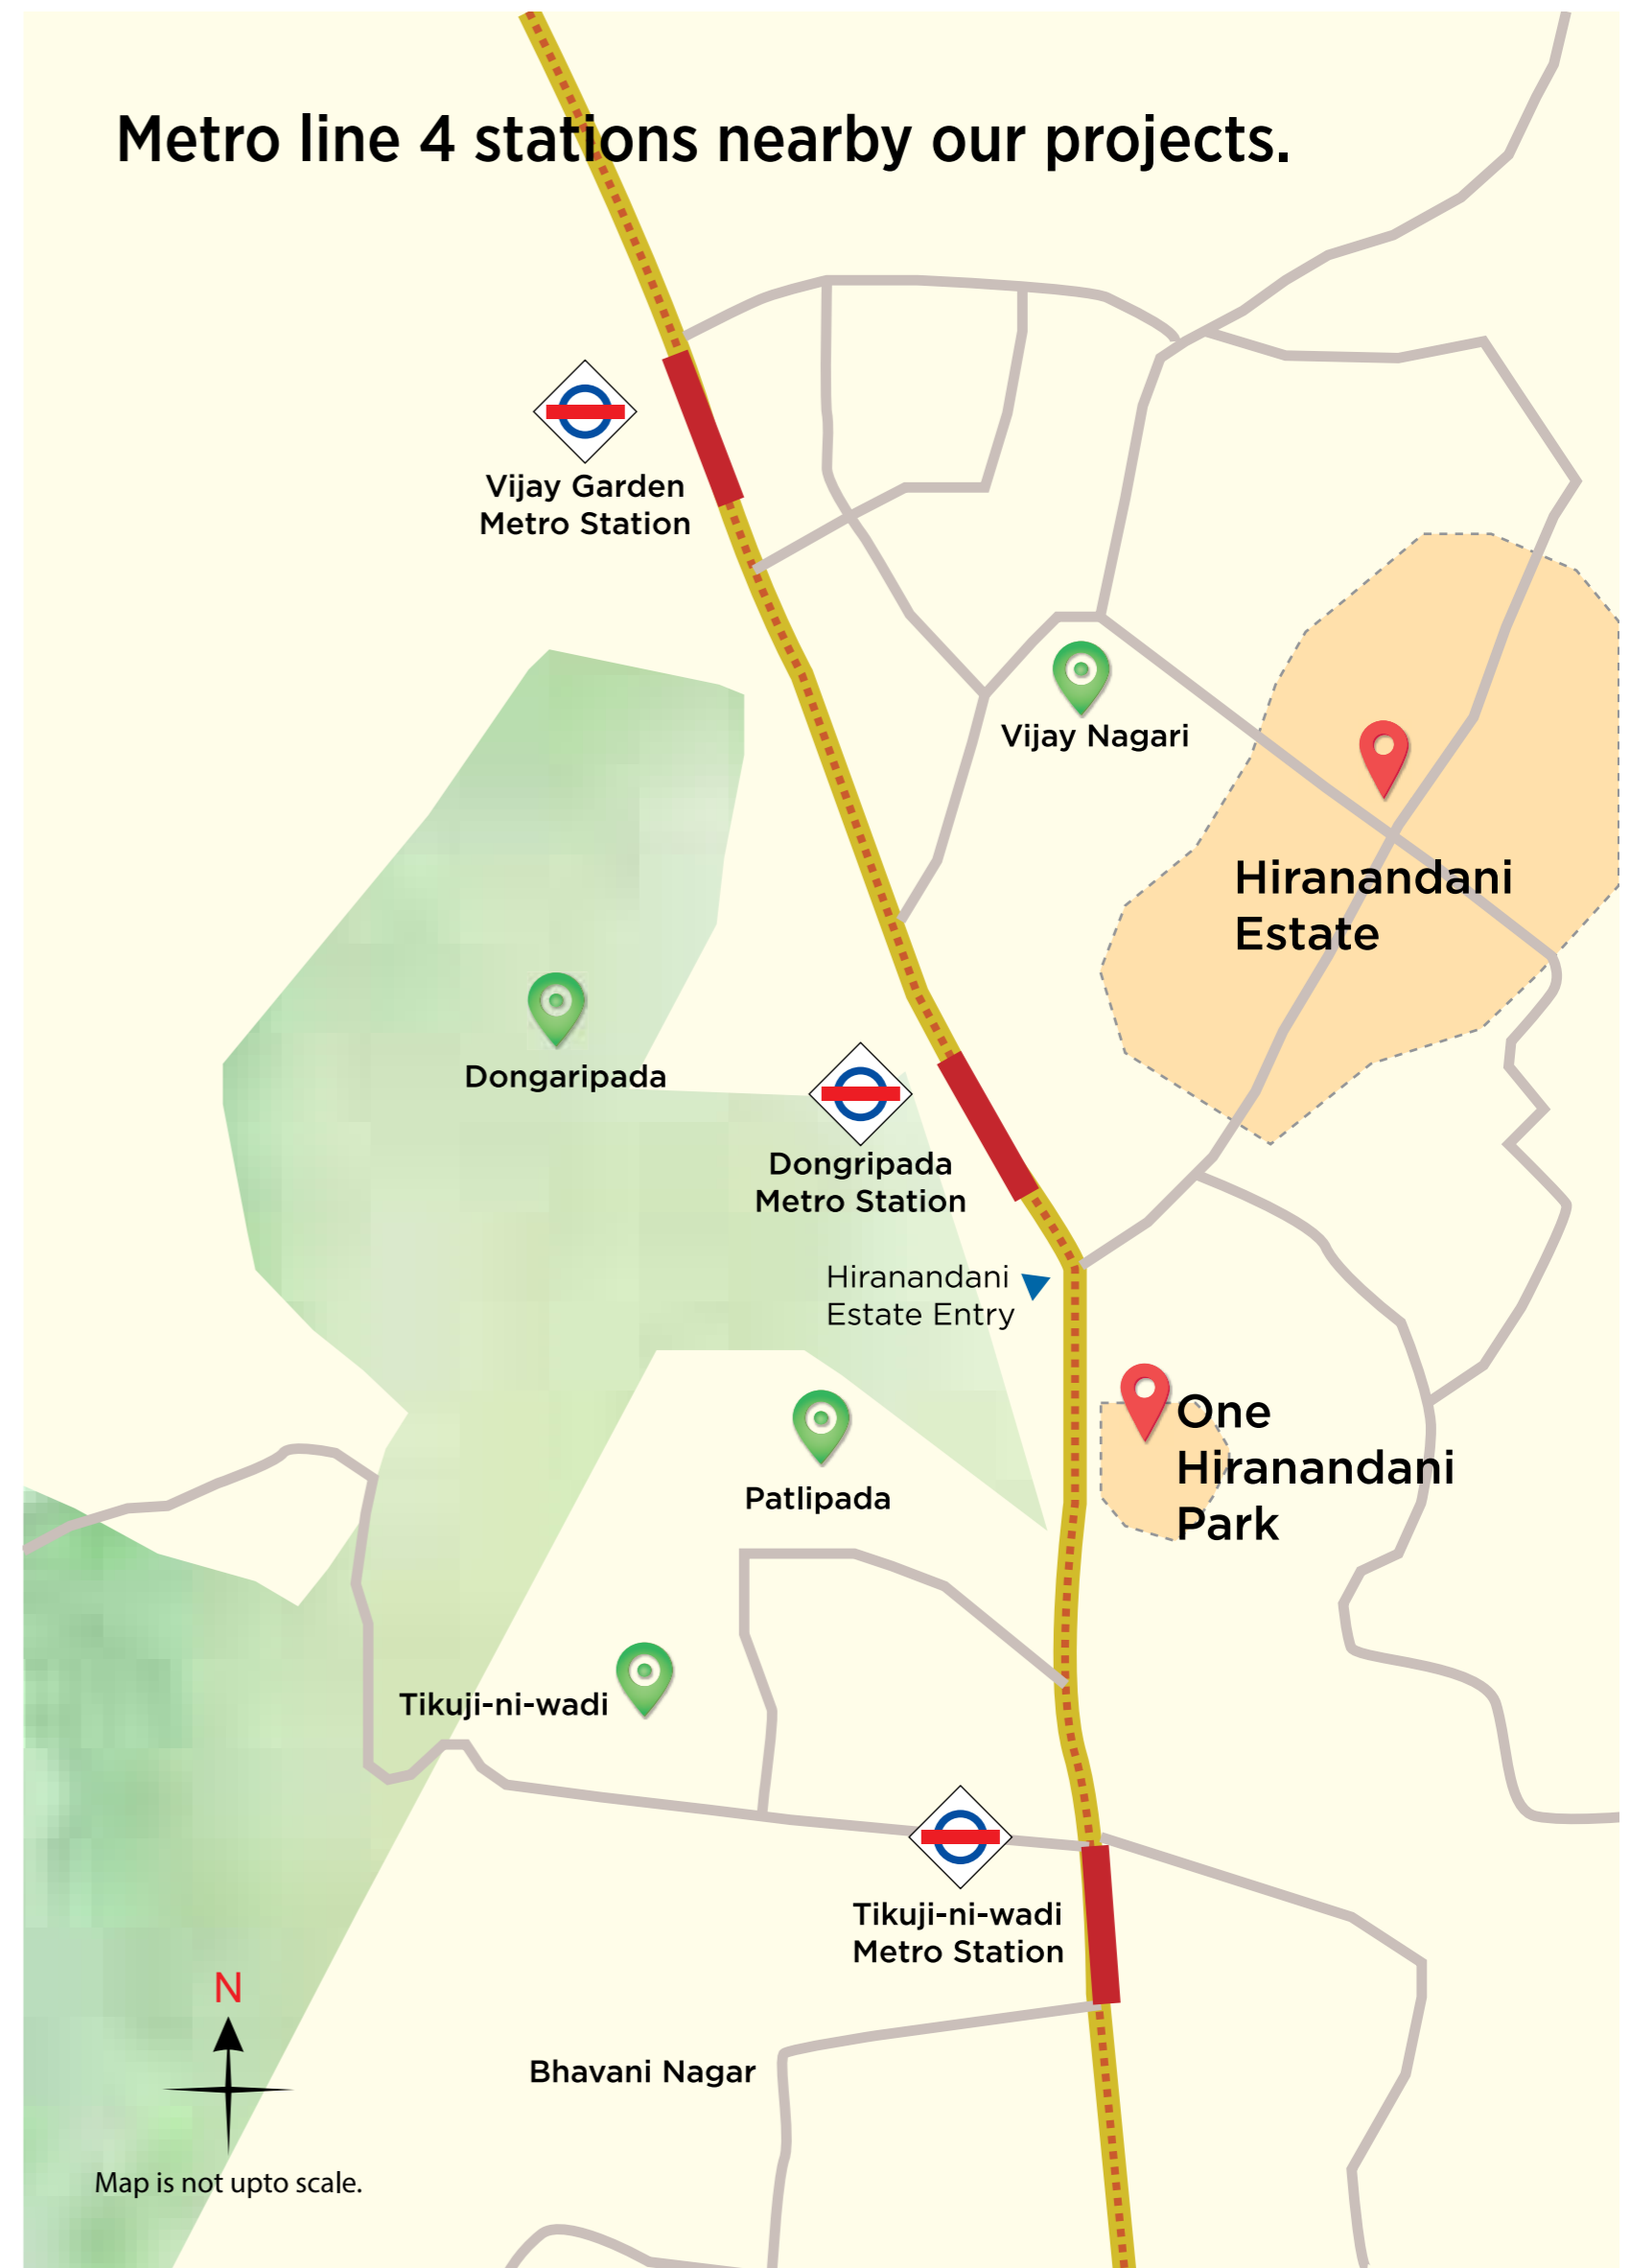 Metro line 4 stations nearby our projects.
Vijay Garden
Metro Station
Vijay Nagari
Hiranandani
Estate
Dongaripada
Dongripada
Metro Station
Hiranandani
Estate Entry
One
Hiranandani
Park
Patlipada
Tikuji-ni-wadi
Tikuji-ni-wadi
Metro Station
N
Bhavani Nagar
Map is not upto scale.